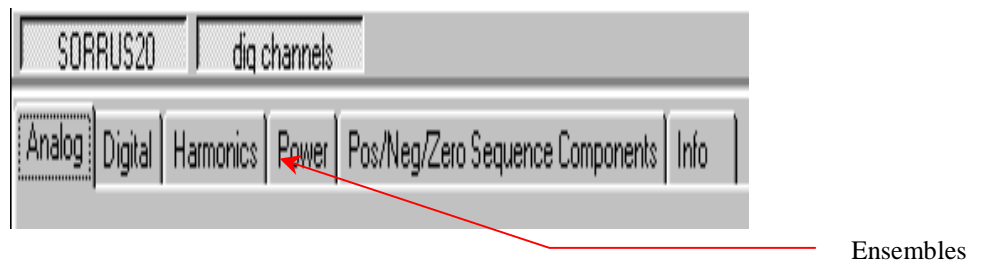 SORRUS20 dig channels
Analog Digital Harmonics Power Pos/Neg/Zero Sequence Components Info
Ensembles